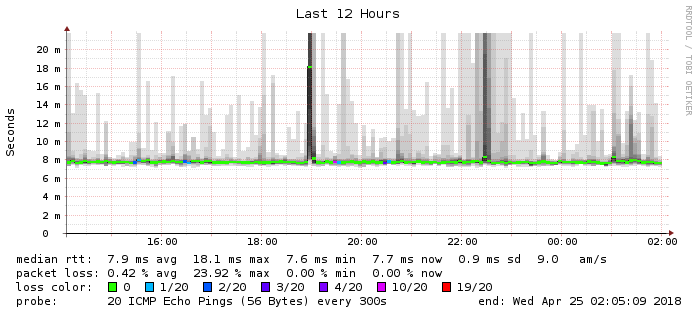 Last 12 Hours
RRDTOOL / TOBI OETIKER
Seconds
20 m
18 m
16 m
14 m
12 m
10 m
8 m
6 m
4 m
2 m
0
16:00 18:00 20:00 22:00 00:00 02:00
median rtt: 7.9 ms avg 18.1 ms max 7.6 ms min 7.7 ms now 0.9 ms sd 9.0 am/s
packet loss: 0.42 % avg 23.92 % max 0.00 % min 0.00 % now
loss color: 0 1/20 2/20 3/20 4/20 10/20 19/20
probe: 20 ICMP Echo Pings (56 Bytes) every 300s end: Wed Apr 25 02:05:09 2018